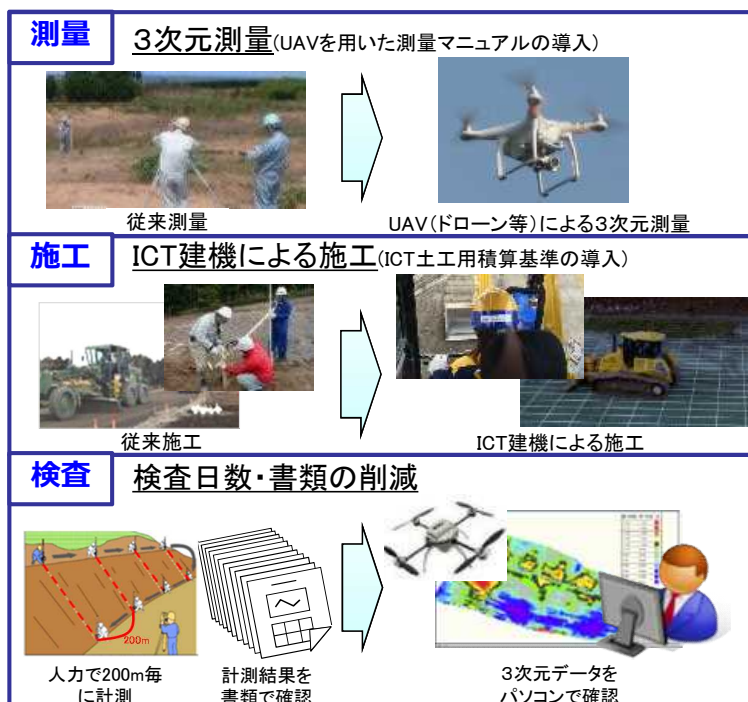 測量
3次元測量(UAVを用いた測量マニュアルの導入)
従来測量
UAV(ドローン等)による3次元測量
施工
ICT建機による施工(ICT土工用積算基準の導入)
従来施工
ICT建機による施工
検査
検査日数・書類の削減
200m
人力で200m毎
に計測
計測結果を
書類で確認
3次元データを
パソコンで確認